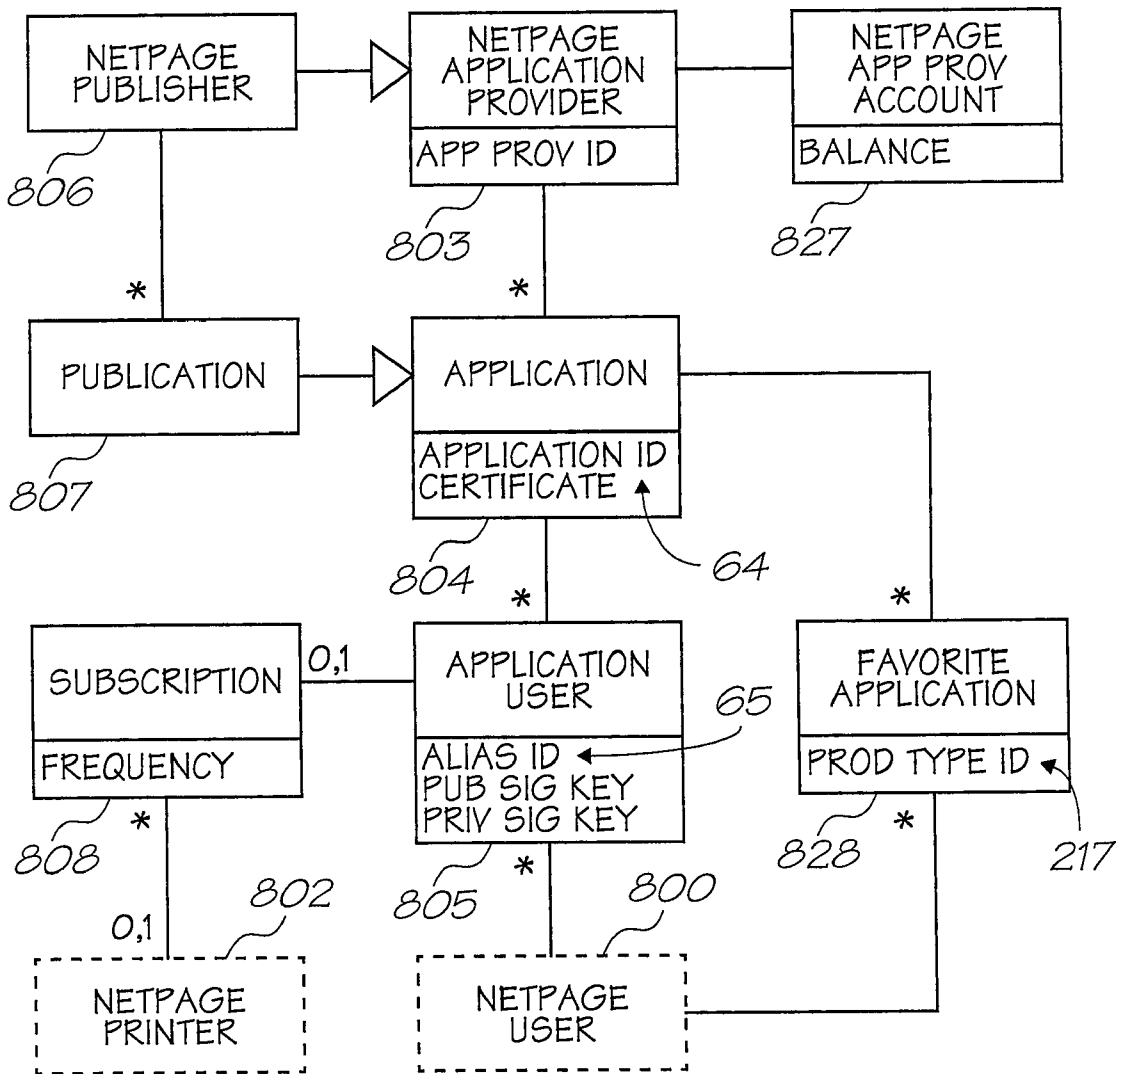 NETPAGE
PUBLISHER
806
NETPAGE
APPLICATION
PROVIDER
APP PROV ID
803
NETPAGE
APP PROV
ACCOUNT
BALANCE
827
*
*
PUBLICATION
807
APPLICATION
APPLICATION ID
CERTIFICATE
804
64
*
*
SUBSCRIPTION
FREQUENCY
808
0,1
APPLICATION
USER
ALIAS ID
PUB SIG KEY
PRIV SIG KEY
805
65
FAVORITE
APPLICATION
PROD TYPE ID
828
217
*
*
*
0,1
802
NETPAGE
PRINTER
800
NETPAGE
USER